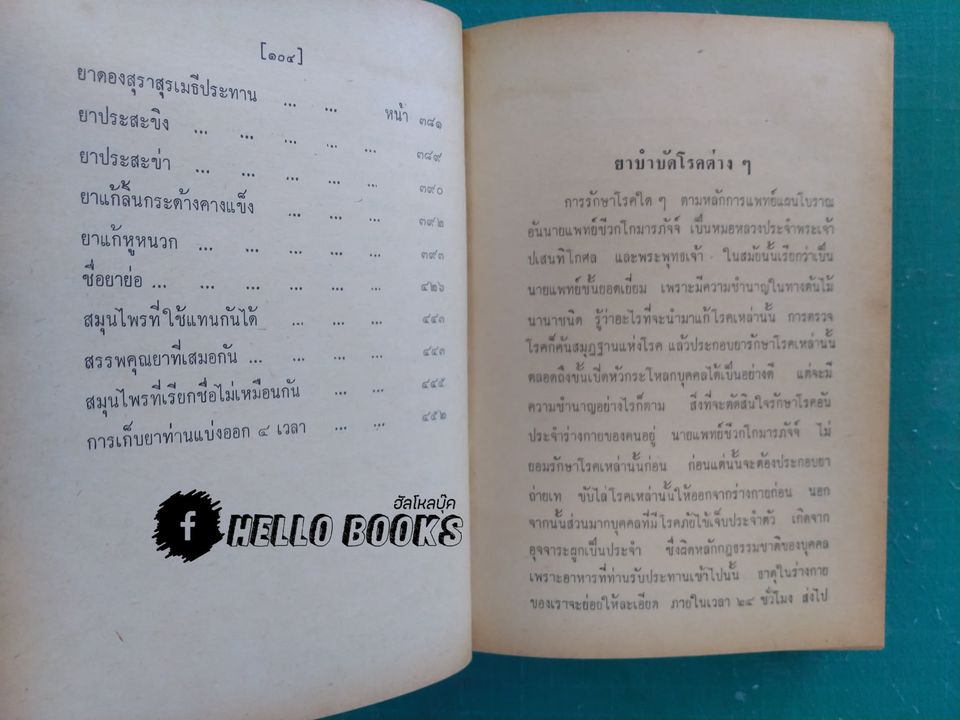 [๑๐๔]
หน้า
ยาดองสุราสุรเมธีประทาน ... ... ๓๘๑
ยาประสะขิง ... ... ... ... ๓๘๙
ยาประสะข่า ... ... ... ... ๓๙๐
ยาแก้ลิ้นกระด้างคางแข็ง ... ... ๓๙๒
ยาแก้หูหนวก ... ... ... ... ๓๙๓
ชื่อยาย่อ ... ... ... ... ... ๔๒๖
สมุนไพรที่ใช้แทนกันได้ ... ... ... ๔๔๓
สรรพคุณยาที่เสมอกัน ... ... ... ๔๔๓
สมุนไพรที่เรียกชื่อไม่เหมือนกัน ... ... ๔๔๕
การเก็บยาท่านแบ่งออก ๔ เวลา ... ... ๔๕๒
ฮัลโหลบุ๊ค
f HELLO BOOKS
ยาบำบัดโรคต่าง ๆ
การรักษาโรคใด ๆ ตามหลักการแพทย์แผนโบราณ
อันนายแพทย์ชีวกโกมารภัจจ์ เป็นหมอหลวงประจำพระเจ้า
ปเสนทิโกศล และพระพุทธเจ้า ในสมัยนั้นเรียกว่าเป็น
นายแพทย์ชั้นยอดเยี่ยม เพราะมีความชำนาญในทางต้นไม้
นานาชนิด รู้ว่าอะไรที่จะนำมาแก้โรคเหล่านั้น การตรวจ
โรคก็ค้นสมุฏฐานแห่งโรค แล้วประกอบยารักษาโรคเหล่านั้น
ตลอดถึงขั้นเปิดหัวกระโหลกบุคคลได้เป็นอย่างดี แต่จะมี
ความชำนาญอย่างไรก็ตาม สิ่งที่จะตัดสินใจรักษาโรคอัน
ประจำร่างกายของคนอยู่ นายแพทย์ชีวกโกมารภัจจ์ ไม่
ยอมรักษาโรคเหล่านั้นก่อน ก่อนแต่นั้นจะต้องประกอบยา
ถ่ายเท ขับไล่โรคเหล่านั้นให้ออกจากร่างกายก่อน นอก
จากนั้นส่วนมากบุคคลที่มีโรคภัยไข้เจ็บประจำตัว เกิดจาก
อุจจาระผูกเป็นประจำ ซึ่งผิดหลักกฎธรรมชาติของบุคคล
เพราะอาหารที่ท่านรับประทานเข้าไปนั้น ธาตุในร่างกาย
ของเราจะย่อยให้ละเอียด ภายในเวลา ๒๔ ชั่วโมง ส่งไป